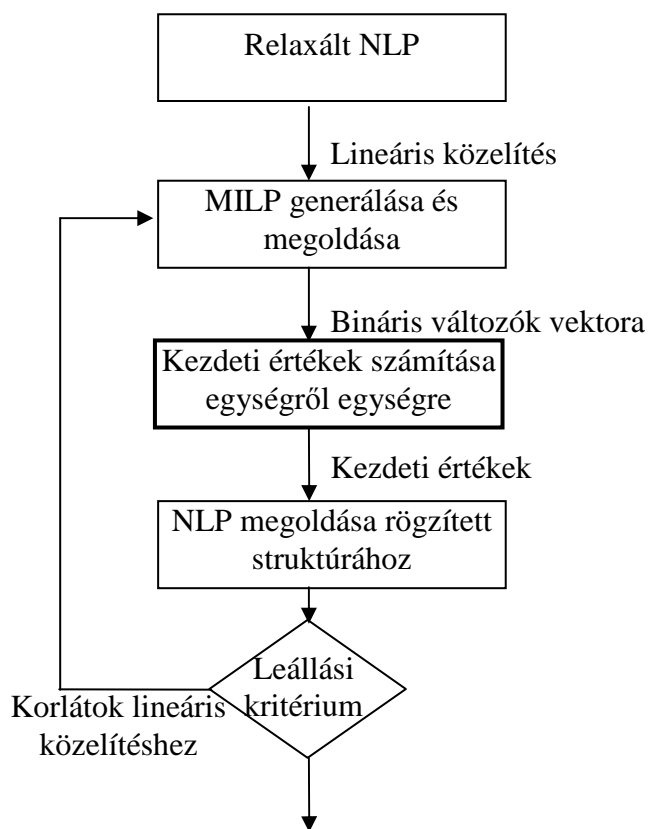 Relaxált NLP
Lineáris közelítés
MILP generálása és
megoldása
Bináris változók vektora
Kezdeti értékek számítása
egységről egységre
Kezdeti értékek
NLP megoldása rögzített
struktúrához
Leállási
kritérium
Korlátok lineáris
közelítéshez